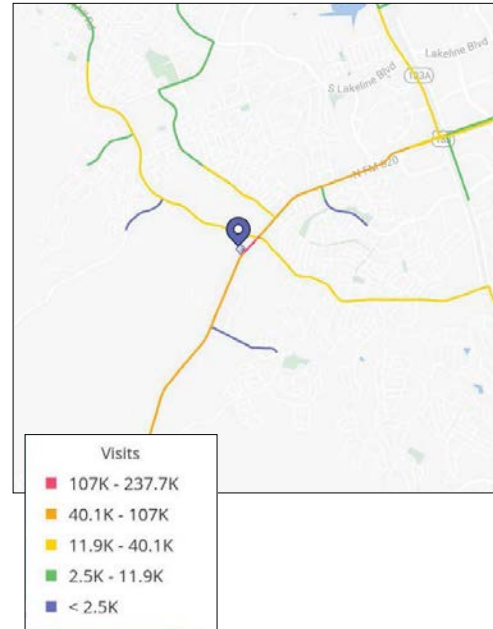 S Lakeline Blvd
Lakeline Blvd
183A
183
N FM 620
Visits
107K - 237.7K
40.1K - 107K
11.9K - 40.1K
2.5K - 11.9K
< 2.5K